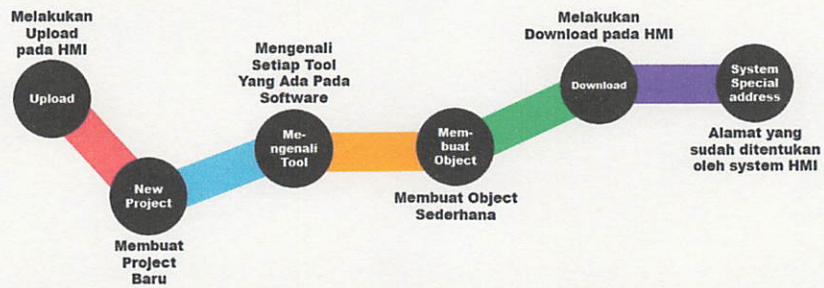 Melakukan
Upload
pada HMI
Upload
New
Project
Membuat
Project
Baru
Mengenali
Setiap Tool
Yang Ada Pada
Software
Me-
ngenali
Tool
Mem-
buat
Object
Membuat Object
Sederhana
Melakukan
Download pada HMI
Download
System
Special
address
Alamat yang
sudah ditentukan
oleh system HMI